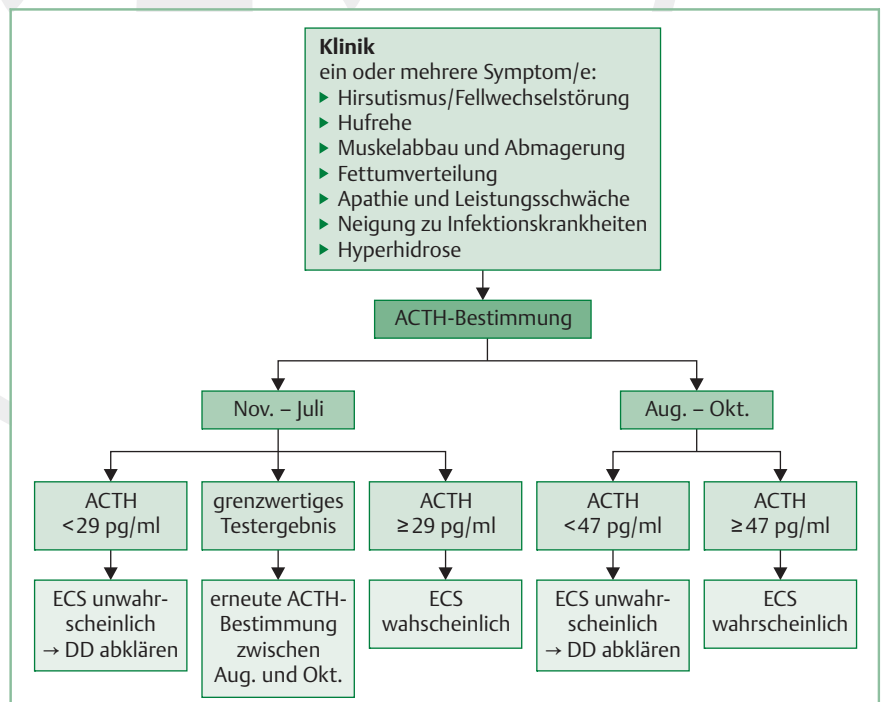 Klinik
ein oder mehrere Symptom/e:
▶ Hirsutismus/Fellwechselstörung
▶ Hufrehe
▶ Muskelabbau und Abmagerung
▶ Fettumverteilung
▶ Apathie und Leistungsschwäche
▶ Neigung zu Infektionskrankheiten
▶ Hyperhidrose
ACTH-Bestimmung
Nov. – Juli
Aug. – Okt.
ACTH
<29 pg/ml
grenzwertiges
Testergebnis
ACTH
≥29 pg/ml
ACTH
<47 pg/ml
ACTH
≥47 pg/ml
ECS unwahr-
scheinlich
→ DD abklären
erneute ACTH-
Bestimmung
zwischen
Aug. und Okt.
ECS
wahscheinlich
ECS unwahr-
scheinlich
→ DD abklären
ECS
wahrscheinlich